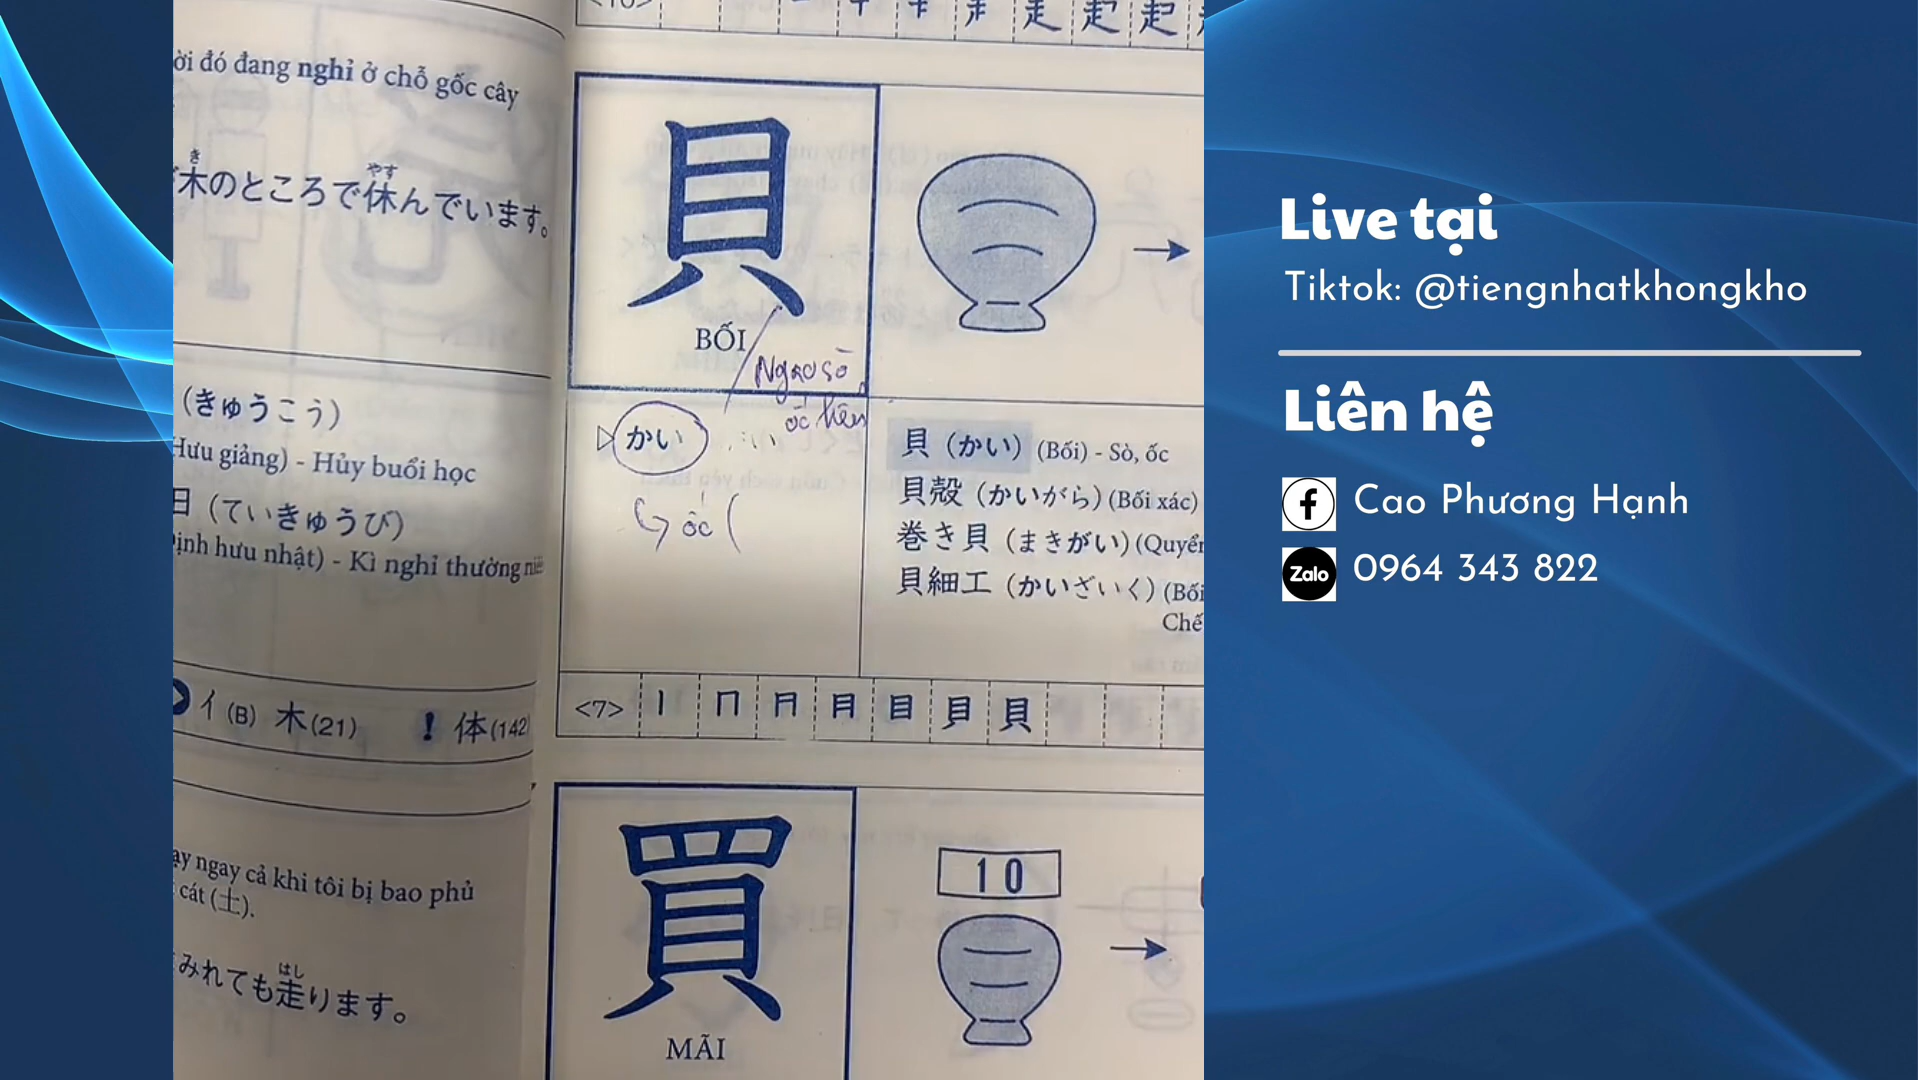 <10>
ời đó đang nghỉ ở chỗ gốc cây
き やす
木のところで休んでいます。
(きゅうこう)
Hưu giảng) - Hủy buổi học
日 (ていきゅうび)
ịnh hưu nhật) - Kì nghỉ thường
イ (B) 木(21) ! 体(142)
ạy ngay cả khi tôi bị bao phủ
cát (土).
はし
みれても走ります。
貝
BỐI
Ngao sò
ốc hến
かい
ốc (
貝 (かい) (Bối) - Sò, ốc
貝殻 (かいがら) (Bối xác)
巻き貝 (まきがい) (Quyển
貝細工 (かいざいく) (Bối
Chế
<7> 丨 冂 月 目 貝 貝
買
MÃI
10
Live tại
Tiktok: @tiengnhatkhongkho
Liên hệ
f Cao Phương Hạnh
Zalo 0964 343 822